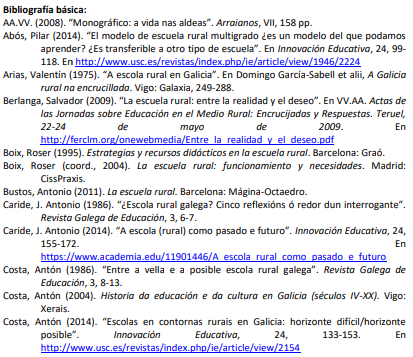 Bibliografía básica:
AA.VV. (2008). “Monográfico: a vida nas aldeas”. Arraianos, VII, 158 pp.
Abós, Pilar (2014). “El modelo de escuela rural multigrado ¿es un modelo del que podamos
aprender? ¿Es transferible a otro tipo de escuela”. En Innovación Educativa, 24, 99-
118. En http://www.usc.es/revistas/index.php/ie/article/view/1946/2224
Arias, Valentín (1975). “A escola rural en Galicia”. En Domingo García-Sabell et alii, A Galicia
rural na encrucillada. Vigo: Galaxia, 249-288.
Berlanga, Salvador (2009). “La escuela rural: entre la realidad y el deseo”. En VV.AA. Actas de
las Jornadas sobre Educación en el Medio Rural: Encrucijadas y Respuestas. Teruel,
22-24 de mayo de 2009. En
http://ferclm.org/onewebmedia/Entre_la_realidad_y_el_deseo.pdf
Boix, Roser (1995). Estrategias y recursos didácticos en la escuela rural. Barcelona: Graó.
Boix, Roser (coord., 2004). La escuela rural: funcionamiento y necesidades. Madrid:
CissPraxis.
Bustos, Antonio (2011). La escuela rural. Barcelona: Mágina-Octaedro.
Caride, J. Antonio (1986). “¿Escola rural galega? Cinco reflexións ó redor dun interrogante”.
Revista Galega de Educación, 3, 6-7.
Caride, J. Antonio (2014). “A escola (rural) como pasado e futuro”. Innovación Educativa, 24,
155-172. En
https://www.academia.edu/11901446/A_escola_rural_como_pasado_e_futuro
Costa, Antón (1986). “Entre a vella e a posible escola rural galega”. Revista Galega de
Educación, 3, 8-13.
Costa, Antón (2004). Historia da educación e da cultura en Galicia (séculos IV-XX). Vigo:
Xerais.
Costa, Antón (2014). “Escolas en contornas rurais en Galicia: horizonte difícil/horizonte
posible”. Innovación Educativa, 24, 133-153. En
http://www.usc.es/revistas/index.php/ie/article/view/2154